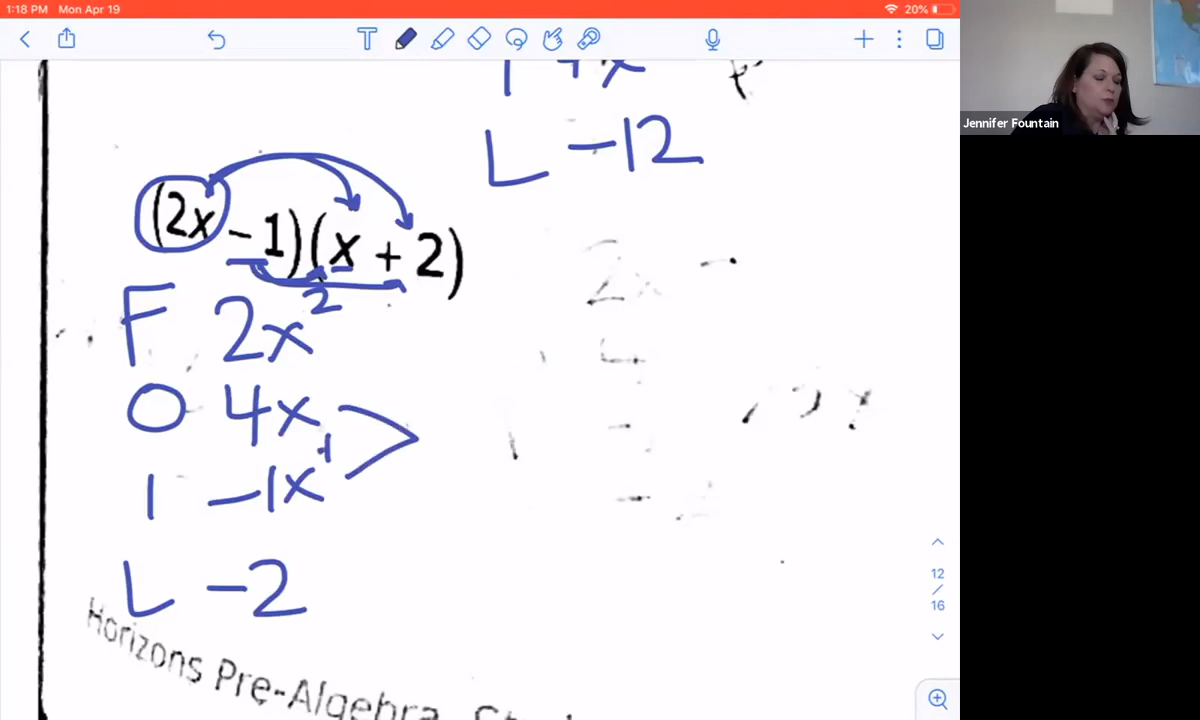 1:18 PM Mon Apr 19
20%
T
L -12
Jennifer Fountain
(2x - 1)(x + 2)
F 2x²
O 4x
I -1x¹
L -2
12
/
16
Horizons Pre-Algebra